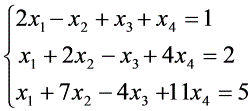 2x₁ − x₂ + x₃ + x₄ = 1
x₁ + 2x₂ − x₃ + 4x₄ = 2
x₁ + 7x₂ − 4x₃ + 11x₄ = 5